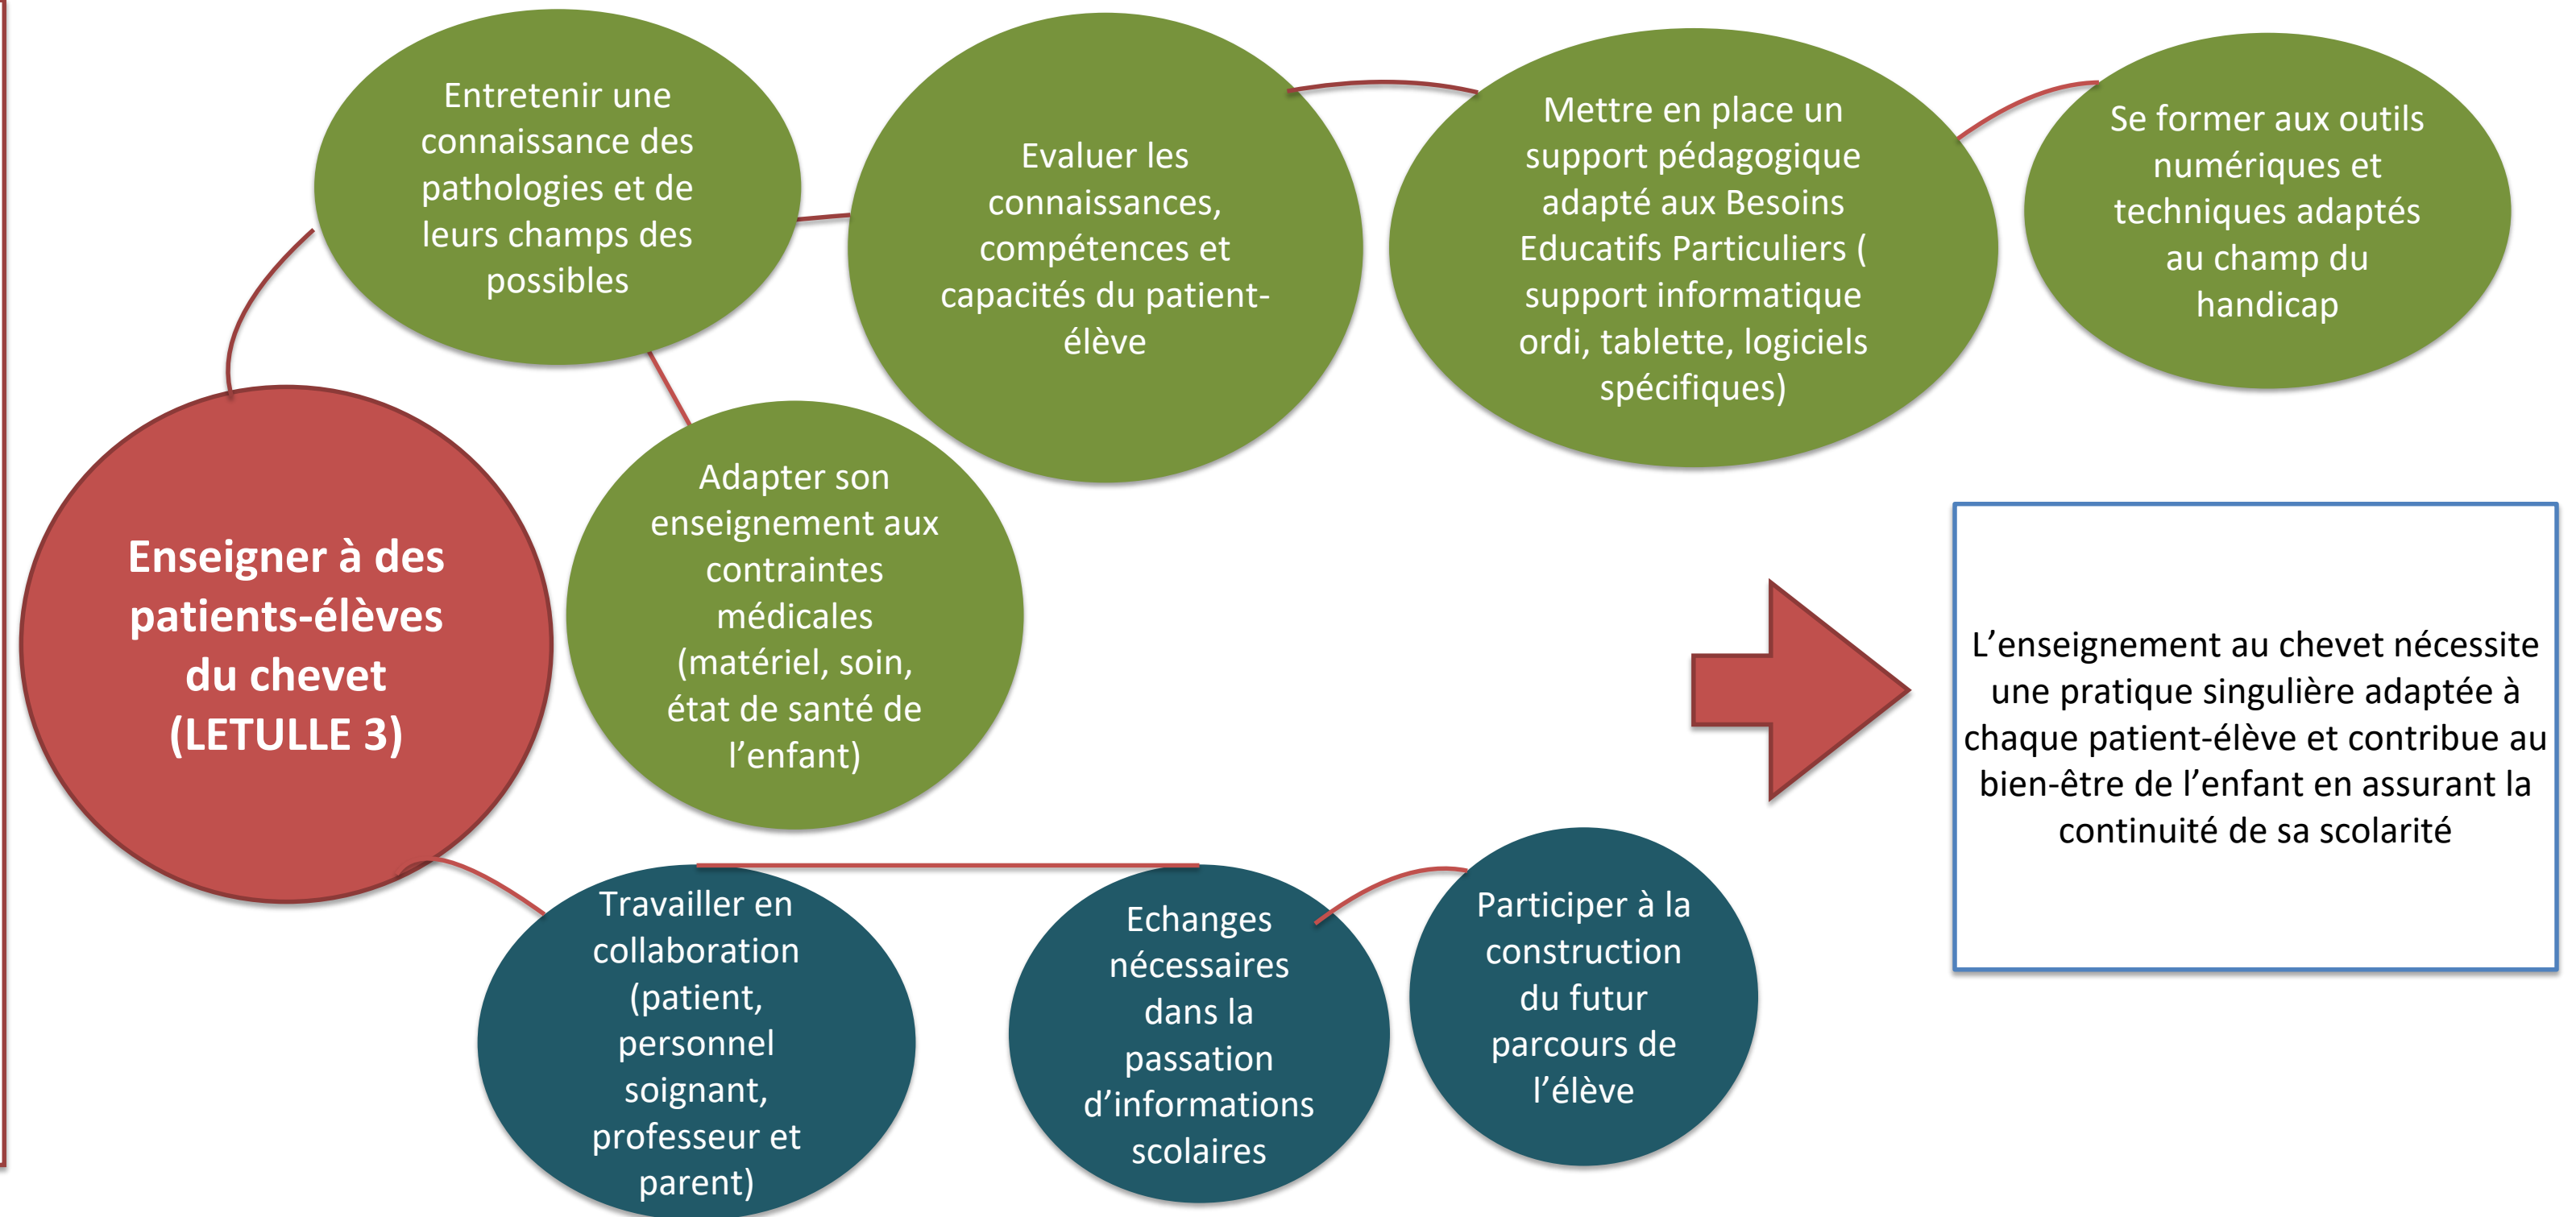 Entretenir une
connaissance des
pathologies et de
leurs champs des
possibles
Evaluer les
connaissances,
compétences et
capacités du patient-
élève
Mettre en place un
support pédagogique
adapté aux Besoins
Educatifs Particuliers (
support informatique
ordi, tablette, logiciels
spécifiques)
Se former aux outils
numériques et
techniques adaptés
au champ du
handicap
Enseigner à des
patients-élèves
du chevet
(LETULLE 3)
Adapter son
enseignement aux
contraintes
médicales
(matériel, soin,
état de santé de
l’enfant)
L’enseignement au chevet nécessite
une pratique singulière adaptée à
chaque patient-élève et contribue au
bien-être de l’enfant en assurant la
continuité de sa scolarité
Travailler en
collaboration
(patient,
personnel
soignant,
professeur et
parent)
Echanges
nécessaires
dans la
passation
d’informations
scolaires
Participer à la
construction
du futur
parcours de
l’élève